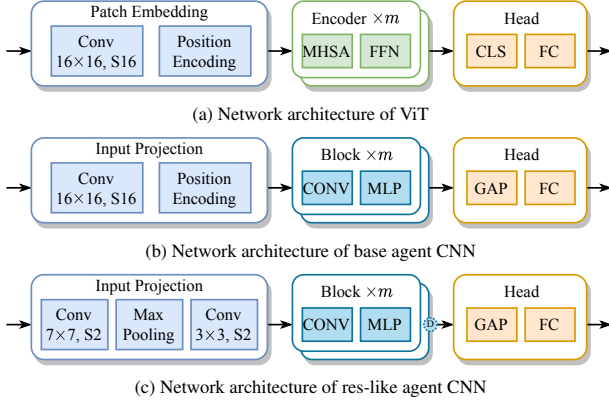 Patch Embedding
Encoder ×m
Head
Conv
16×16, S16
Position
Encoding
MHSA
FFN
CLS
FC
(a) Network architecture of ViT
Input Projection
Block ×m
Head
Conv
16×16, S16
Position
Encoding
CONV
MLP
GAP
FC
(b) Network architecture of base agent CNN
Input Projection
Block ×m
Head
Conv
7×7, S2
Max
Pooling
Conv
3×3, S2
CONV
MLP
D
GAP
FC
(c) Network architecture of res-like agent CNN